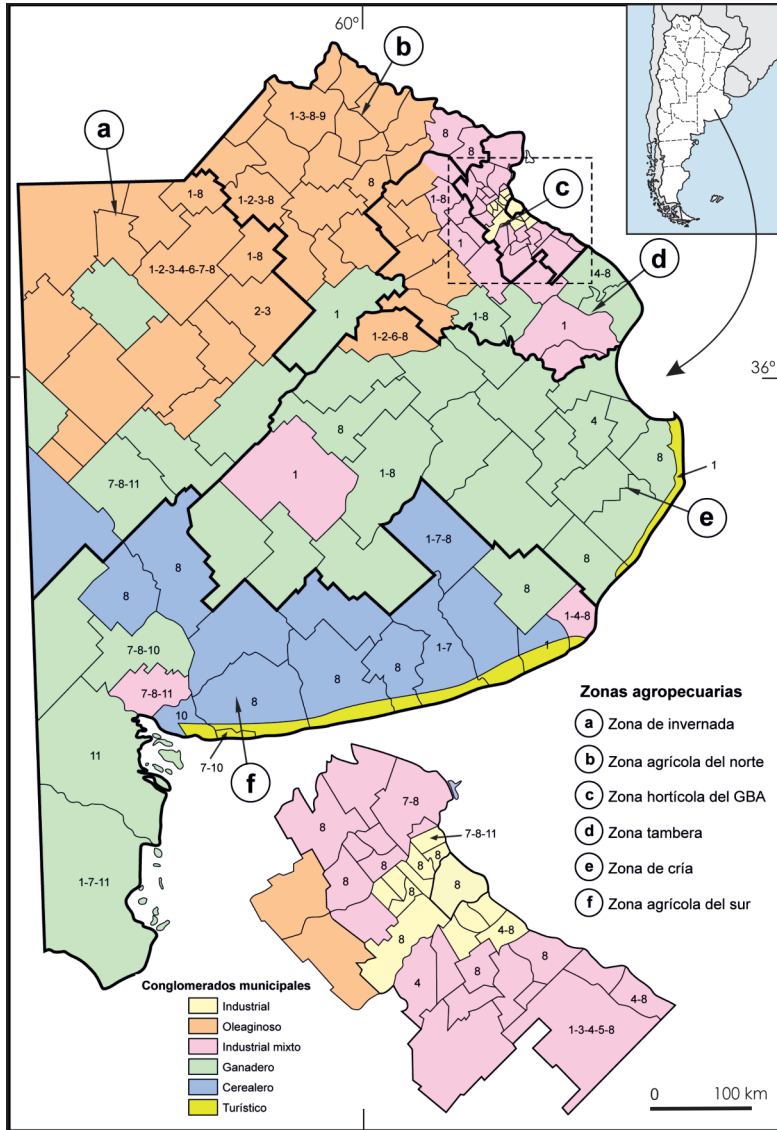 60º
b
1-3-8-9
a
8
8
c
8
1-8
1-2-3-8
1-8
1
d
4-8
1-8
1-2-3-4-6-7-8
2-3
1
1-8
1
1-2-6-8
36º
4
8
8
1
1
1-8
7-8-11
e
1-7-8
8
8
8
1-4-8
7-8-10
1-7
1
8
7-8-11
8
8
10
7-10
f
11
1-7-11
Zonas agropecuarias
a Zona de invernada
b Zona agrícola del norte
c Zona hortícola del GBA
d Zona tambera
e Zona de cría
f Zona agrícola del sur
7-8
8
7-8-11
8
8
8
8
8
8
8
4-8
8
8
4
4-8
1-3-4-5-8
Conglomerados municipales
Industrial
Oleaginoso
Industrial mixto
Ganadero
Cerealero
Turístico
0 100 km